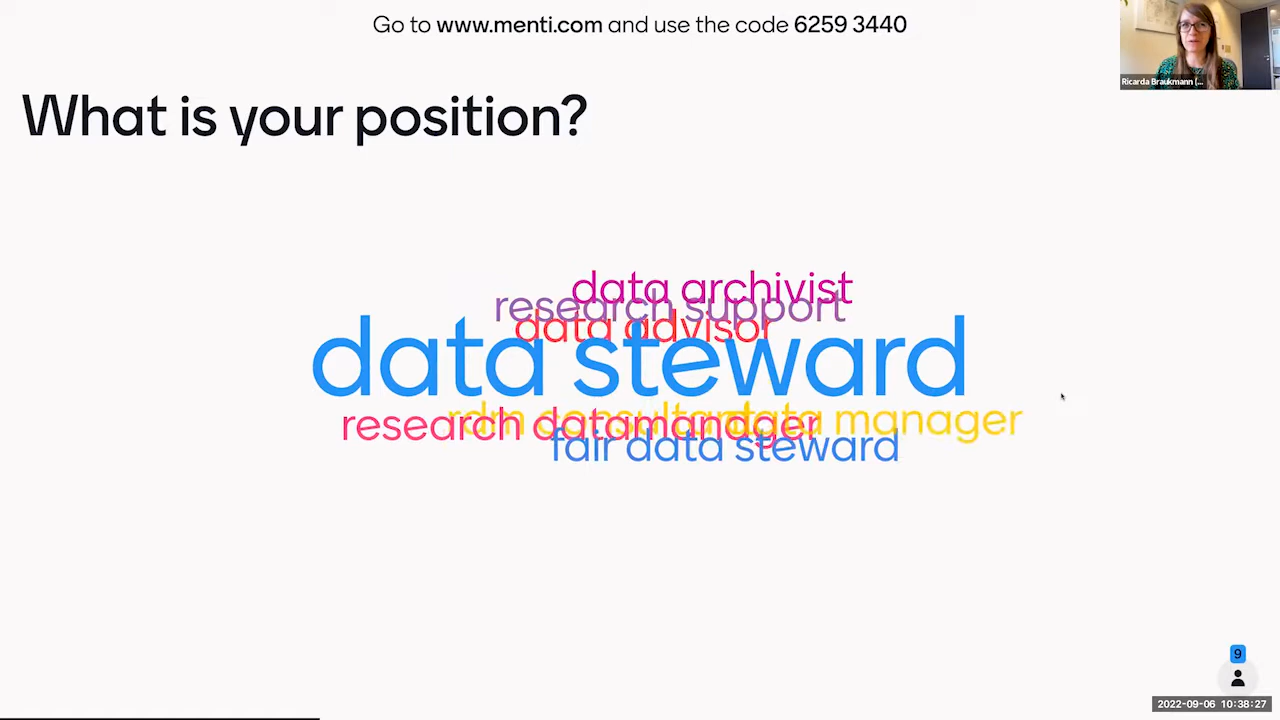 Go to www.menti.com and use the code 6259 3440
Ricarda Braukmann (...
What is your position?
data archivist
research support
data advisor
data steward
rdm consultant
data manager
research datamanager
fair data steward
9
2022-09-06 10:38:27